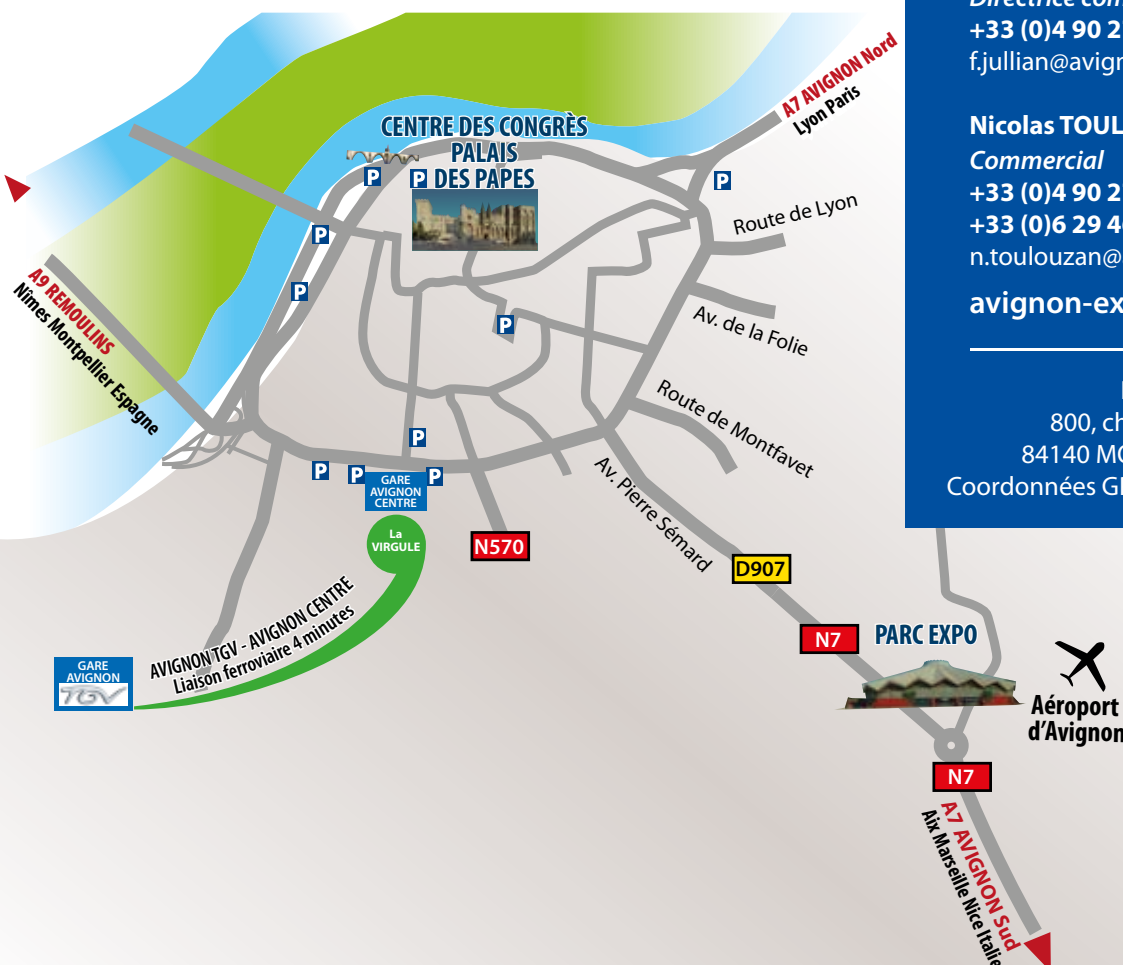 A7 AVIGNON Nord
Lyon Paris
CENTRE DES CONGRÈS
PALAIS
DES PAPES
P
P
P
P
P
P
P
P
P
P
Route de Lyon
Av. de la Folie
Route de Montfavet
Av. Pierre Sémard
A9 REMOULINS
Nîmes Montpellier Espagne
GARE
AVIGNON
CENTRE
La
VIRGULE
N570
D907
AVIGNON TGV - AVIGNON CENTRE
Liaison ferroviaire 4 minutes
GARE
AVIGNON
TGV
N7
PARC EXPO
Aéroport
d'Avignon
N7
A7 AVIGNON Sud
Aix Marseille Nice Italie
Directrice
+33 (0)4 90 2
f.jullian@avig
Nicolas TOUL
Commercial
+33 (0)4 90 2
+33 (0)6 29 4
n.toulouzan@
avignon-ex
800, ch
84140 MO
Coordonnées G